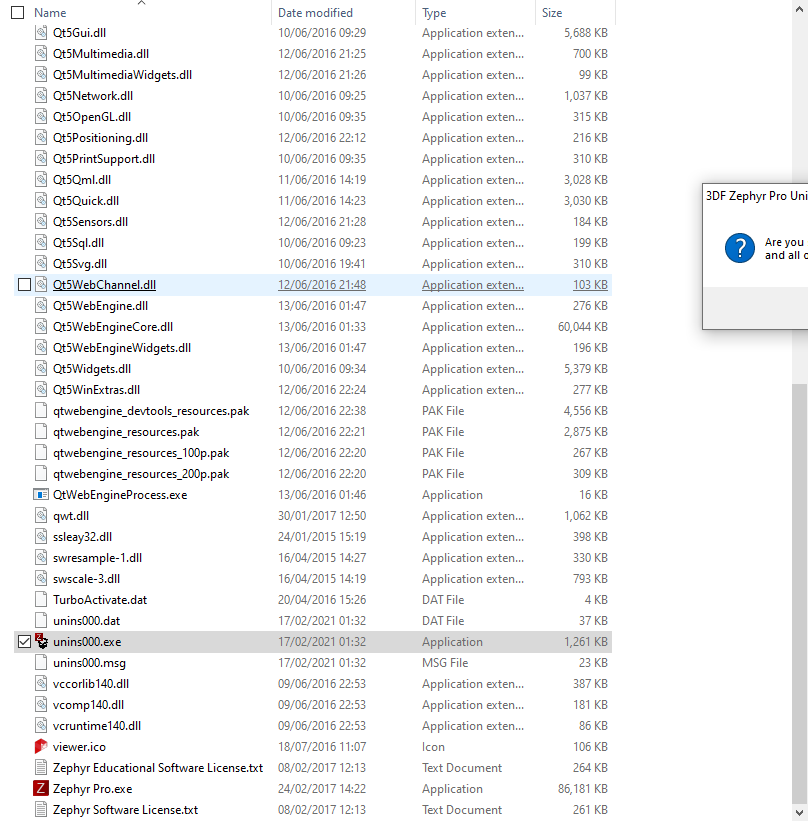 Name Date modified Type Size
Qt5Gui.dll 10/06/2016 09:29 Application exten... 5,688 KB
Qt5Multimedia.dll 12/06/2016 21:25 Application exten... 700 KB
Qt5MultimediaWidgets.dll 12/06/2016 21:26 Application exten... 99 KB
Qt5Network.dll 10/06/2016 09:25 Application exten... 1,037 KB
Qt5OpenGL.dll 10/06/2016 09:35 Application exten... 315 KB
Qt5Positioning.dll 12/06/2016 22:12 Application exten... 216 KB
Qt5PrintSupport.dll 10/06/2016 09:35 Application exten... 310 KB
Qt5Qml.dll 11/06/2016 14:19 Application exten... 3,028 KB
Qt5Quick.dll 11/06/2016 14:23 Application exten... 3,030 KB
3DF Zephyr Pro Uni
Qt5Sensors.dll 12/06/2016 21:28 Application exten... 184 KB
Qt5Sql.dll 10/06/2016 09:23 Application exten... 199 KB
Are you
and all o
Qt5Svg.dll 10/06/2016 19:41 Application exten... 310 KB
Qt5WebChannel.dll 12/06/2016 21:48 Application exten... 103 KB
Qt5WebEngine.dll 13/06/2016 01:47 Application exten... 276 KB
Qt5WebEngineCore.dll 13/06/2016 01:33 Application exten... 60,044 KB
Qt5WebEngineWidgets.dll 13/06/2016 01:47 Application exten... 196 KB
Qt5Widgets.dll 10/06/2016 09:34 Application exten... 5,379 KB
Qt5WinExtras.dll 12/06/2016 22:24 Application exten... 277 KB
qtwebengine_devtools_resources.pak 12/06/2016 22:38 PAK File 4,556 KB
qtwebengine_resources.pak 12/06/2016 22:21 PAK File 2,875 KB
qtwebengine_resources_100p.pak 12/06/2016 22:20 PAK File 267 KB
qtwebengine_resources_200p.pak 12/06/2016 22:20 PAK File 309 KB
QtWebEngineProcess.exe 13/06/2016 01:46 Application 16 KB
qwt.dll 30/01/2017 12:50 Application exten... 1,062 KB
ssleay32.dll 24/01/2015 15:19 Application exten... 398 KB
swresample-1.dll 16/04/2015 14:27 Application exten... 330 KB
swscale-3.dll 16/04/2015 14:19 Application exten... 793 KB
TurboActivate.dat 20/04/2016 15:26 DAT File 4 KB
unins000.dat 17/02/2021 01:32 DAT File 37 KB
unins000.exe 17/02/2021 01:32 Application 1,261 KB
unins000.msg 17/02/2021 01:32 MSG File 23 KB
vccorlib140.dll 09/06/2016 22:53 Application exten... 387 KB
vcomp140.dll 09/06/2016 22:53 Application exten... 181 KB
vcruntime140.dll 09/06/2016 22:53 Application exten... 86 KB
viewer.ico 18/07/2016 11:07 Icon 106 KB
Zephyr Educational Software License.txt 08/02/2017 12:13 Text Document 264 KB
Zephyr Pro.exe 24/02/2017 14:22 Application 86,181 KB
Zephyr Software License.txt 08/02/2017 12:13 Text Document 261 KB